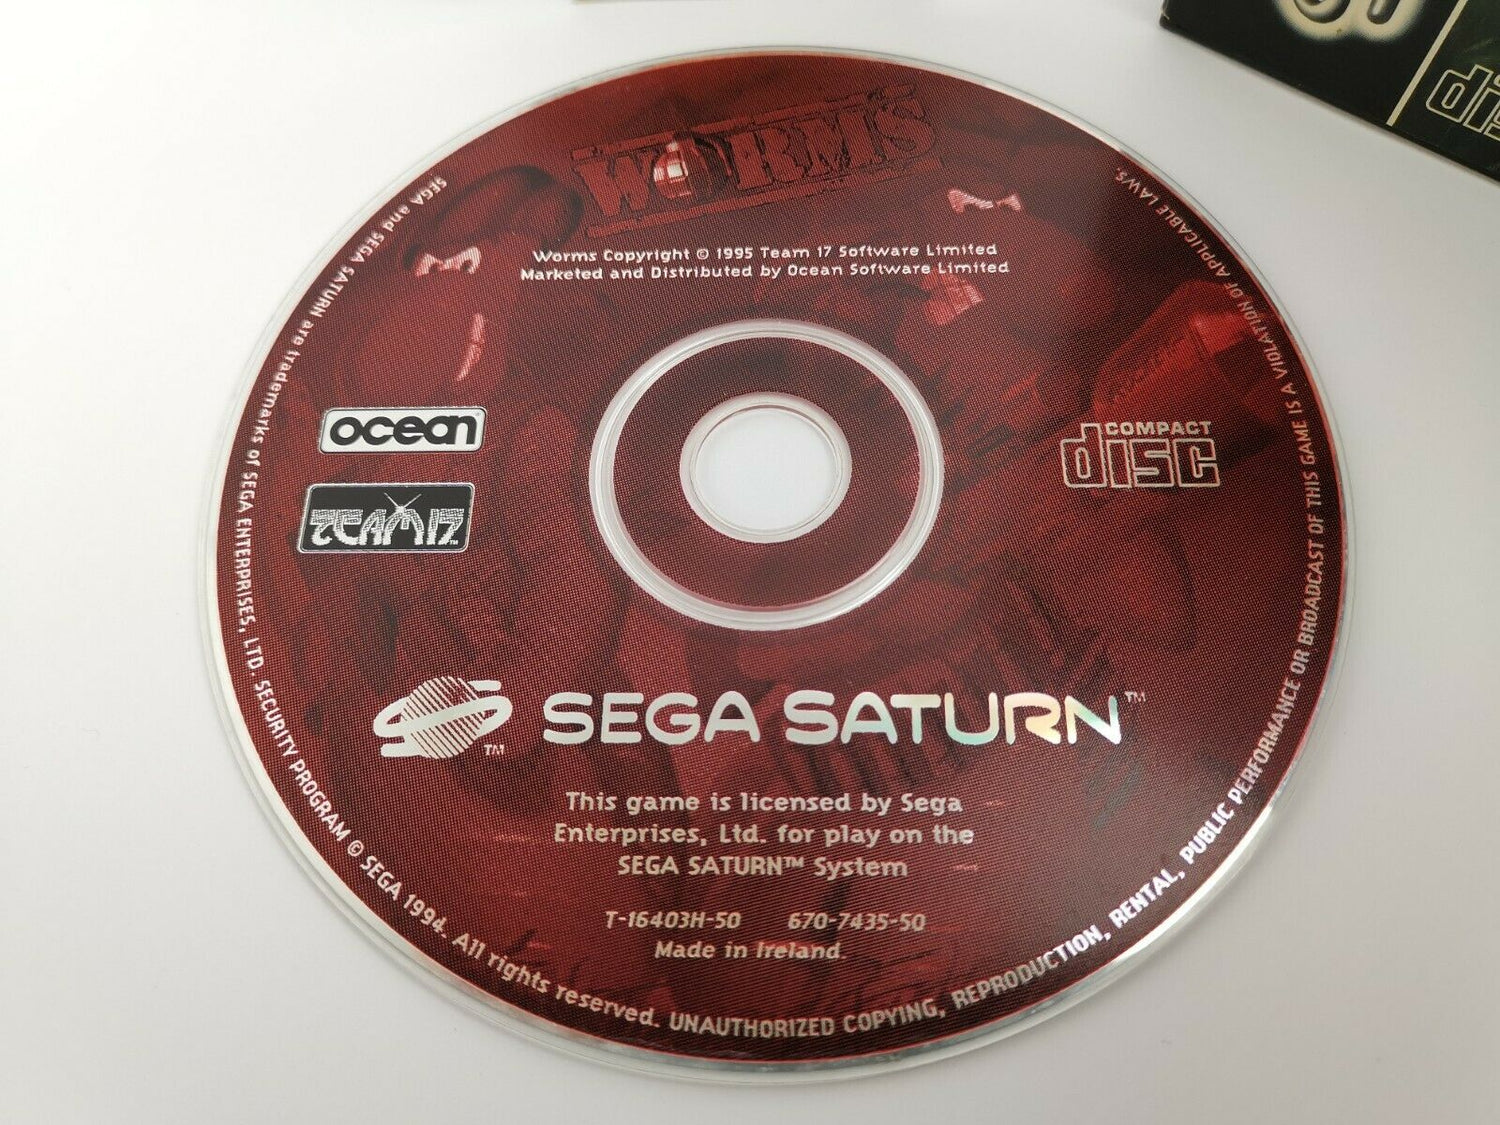 WORMS
Worms Copyright © 1995 Team 17 Software Limited
Marketed and Distributed by Ocean Software Limited
ocean
TEAM17™
COMPACT
disc
SEGA SATURN™
TM
This game is licensed by Sega
Enterprises, Ltd. for play on the
SEGA SATURN™ System
T-16403H-50 670-7435-50
Made in Ireland.
SEGA and SEGA SATURN are trademarks of SEGA ENTERPRISES, LTD. SECURITY PROGRAM © SEGA 1994. All rights reserved. UNAUTHORIZED COPYING, REPRODUCTION, RENTAL, PUBLIC PERFORMANCE OR BROADCAST OF THIS GAME IS A VIOLATION OF APPLICABLE LAWS.